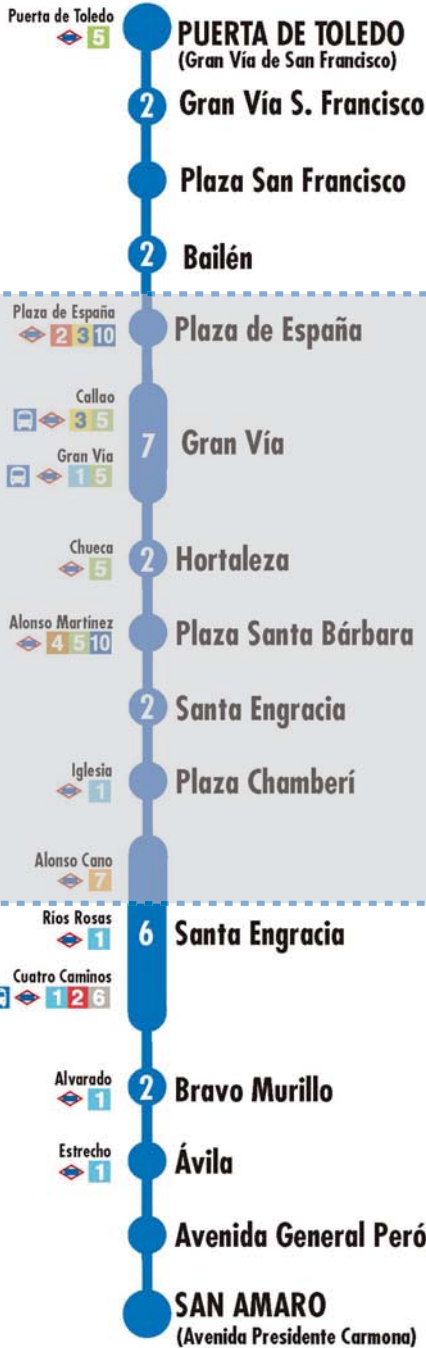 Puerta de Toledo
5
PUERTA DE TOLEDO
(Gran Vía de San Francisco)
2 Gran Vía S. Francisco
Plaza San Francisco
2 Bailén
Plaza de España
2 3 10
Plaza de España
Callao
3 5
7 Gran Vía
Gran Via
1 5
Chueca
5
2 Hortaleza
Alonso Martínez
4 5 10
Plaza Santa Bárbara
2 Santa Engracia
Iglesia
1
Plaza Chamberí
Alonso Cano
7
Ríos Rosas
1
6 Santa Engracia
Cuatro Caminos
1 2 6
Alvarado
1
2 Bravo Murillo
Estrecho
1
Ávila
Avenida General Peró
SAN AMARO
(Avenida Presidente Carmona)